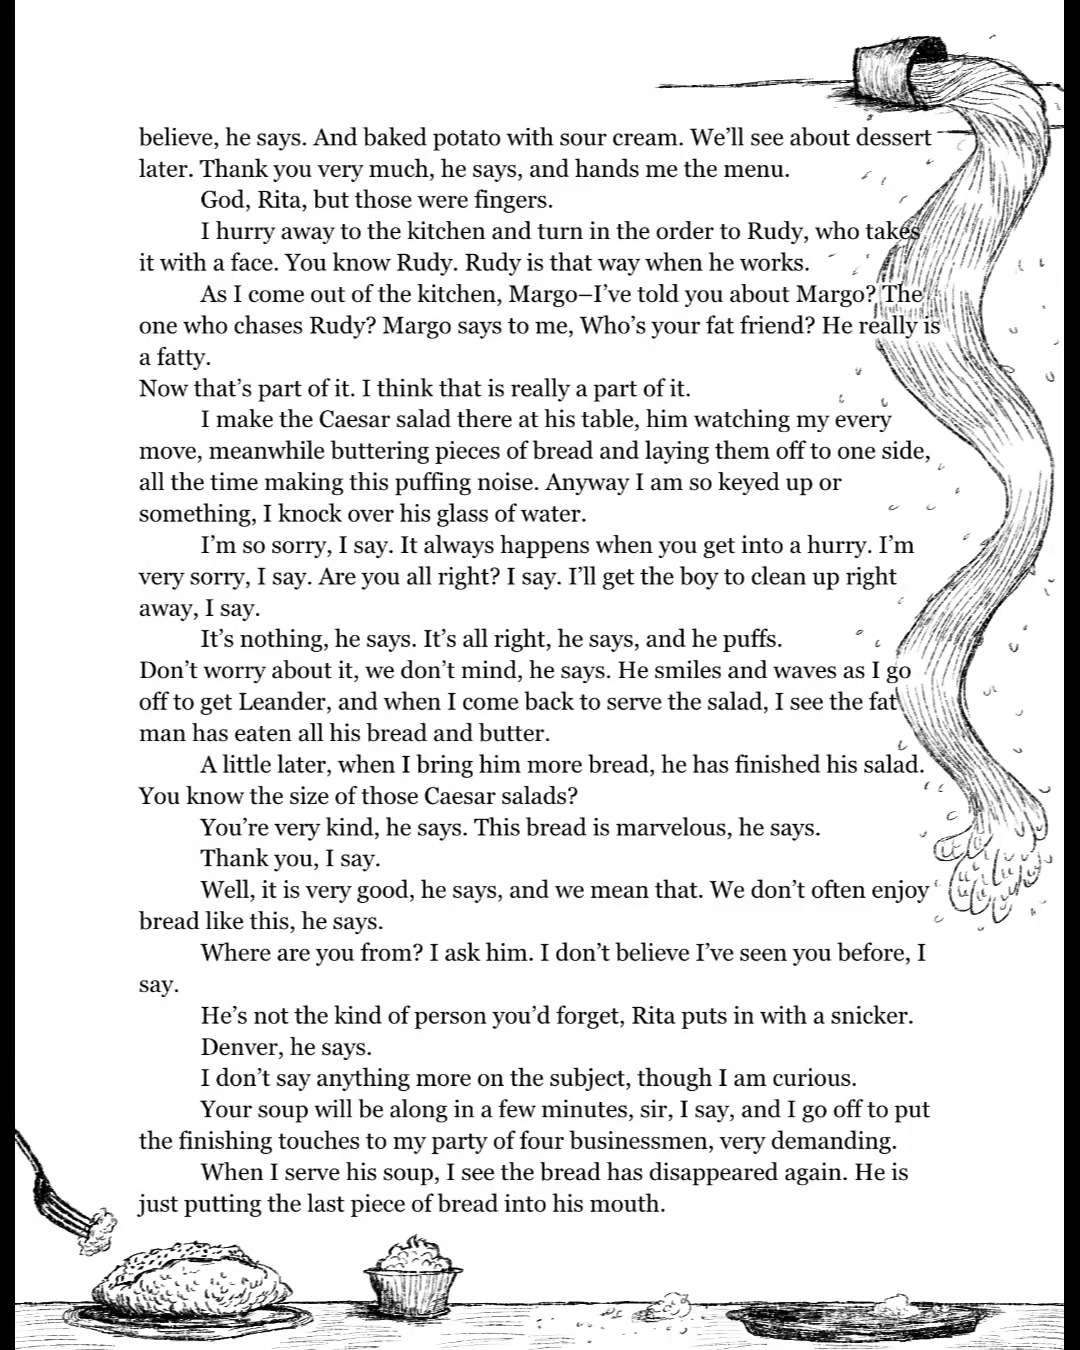 believe, he says. And baked potato with sour cream. We’ll see about dessert
later. Thank you very much, he says, and hands me the menu.
God, Rita, but those were fingers.
I hurry away to the kitchen and turn in the order to Rudy, who takes
it with a face. You know Rudy. Rudy is that way when he works.
As I come out of the kitchen, Margo–I’ve told you about Margo? The
one who chases Rudy? Margo says to me, Who’s your fat friend? He really is
a fatty.
Now that’s part of it. I think that is really a part of it.
I make the Caesar salad there at his table, him watching my every
move, meanwhile buttering pieces of bread and laying them off to one side,
all the time making this puffing noise. Anyway I am so keyed up or
something, I knock over his glass of water.
I’m so sorry, I say. It always happens when you get into a hurry. I’m
very sorry, I say. Are you all right? I say. I’ll get the boy to clean up right
away, I say.
It’s nothing, he says. It’s all right, he says, and he puffs.
Don’t worry about it, we don’t mind, he says. He smiles and waves as I go
off to get Leander, and when I come back to serve the salad, I see the fat
man has eaten all his bread and butter.
A little later, when I bring him more bread, he has finished his salad.
You know the size of those Caesar salads?
You’re very kind, he says. This bread is marvelous, he says.
Thank you, I say.
Well, it is very good, he says, and we mean that. We don’t often enjoy
bread like this, he says.
Where are you from? I ask him. I don’t believe I’ve seen you before, I
say.
He’s not the kind of person you’d forget, Rita puts in with a snicker.
Denver, he says.
I don’t say anything more on the subject, though I am curious.
Your soup will be along in a few minutes, sir, I say, and I go off to put
the finishing touches to my party of four businessmen, very demanding.
When I serve his soup, I see the bread has disappeared again. He is
just putting the last piece of bread into his mouth.